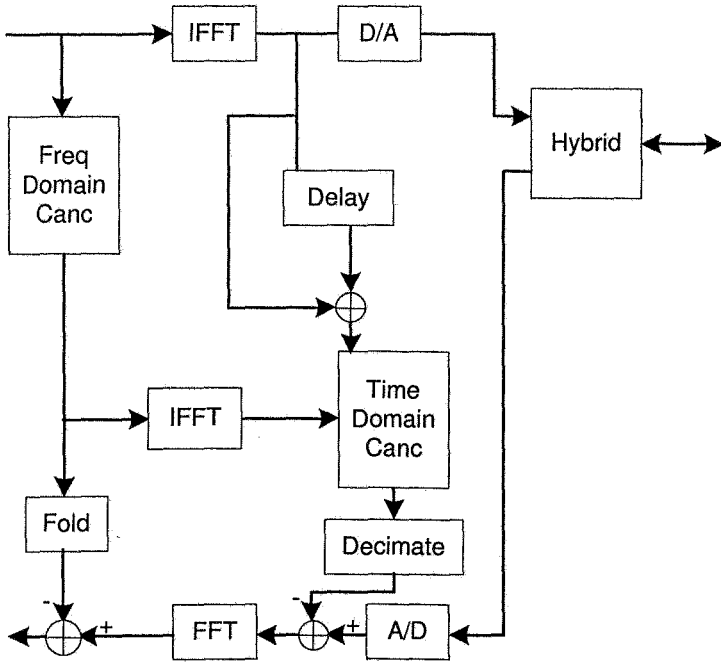 IFFT
D/A
Freq
Domain
Canc
Hybrid
Delay
Time
Domain
Canc
IFFT
Fold
Decimate
-
+
FFT
-
+
A/D